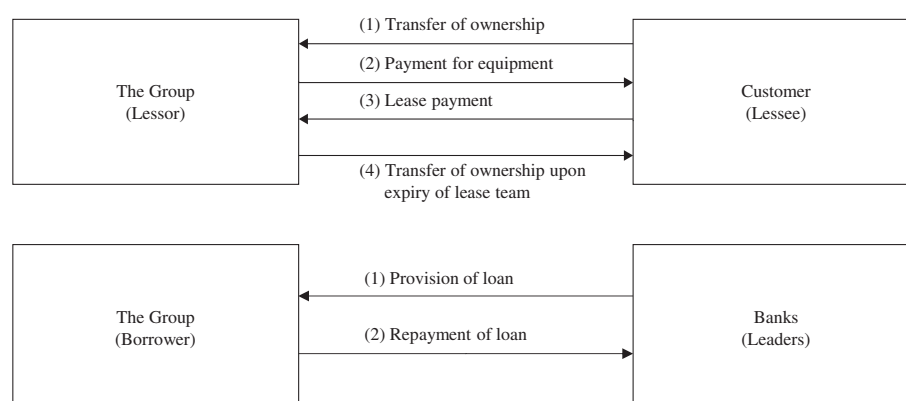 (1) Transfer of ownership
(2) Payment for equipment
The Group
(Lessor)
(3) Lease payment
Customer
(Lessee)
(4) Transfer of ownership upon
expiry of lease team
(1) Provision of loan
The Group
(Borrower)
(2) Repayment of loan
Banks
(Leaders)